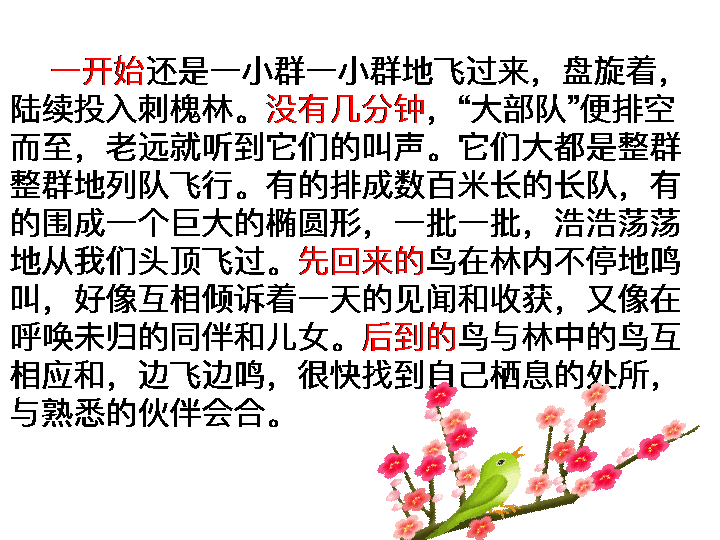 一开始还是一小群一小群地飞过来，盘旋着，
陆续投入刺槐林。没有几分钟，“大部队”便排空
而至，老远就听到它们的叫声。它们大都是整群
整群地列队飞行。有的排成数百米长的长队，有
的围成一个巨大的椭圆形，一批一批，浩浩荡荡
地从我们头顶飞过。先回来的鸟在林内不停地鸣
叫，好像互相倾诉着一天的见闻和收获，又像在
呼唤未归的同伴和儿女。后到的鸟与林中的鸟互
相应和，边飞边鸣，很快找到自己栖息的处所，
与熟悉的伙伴会合。